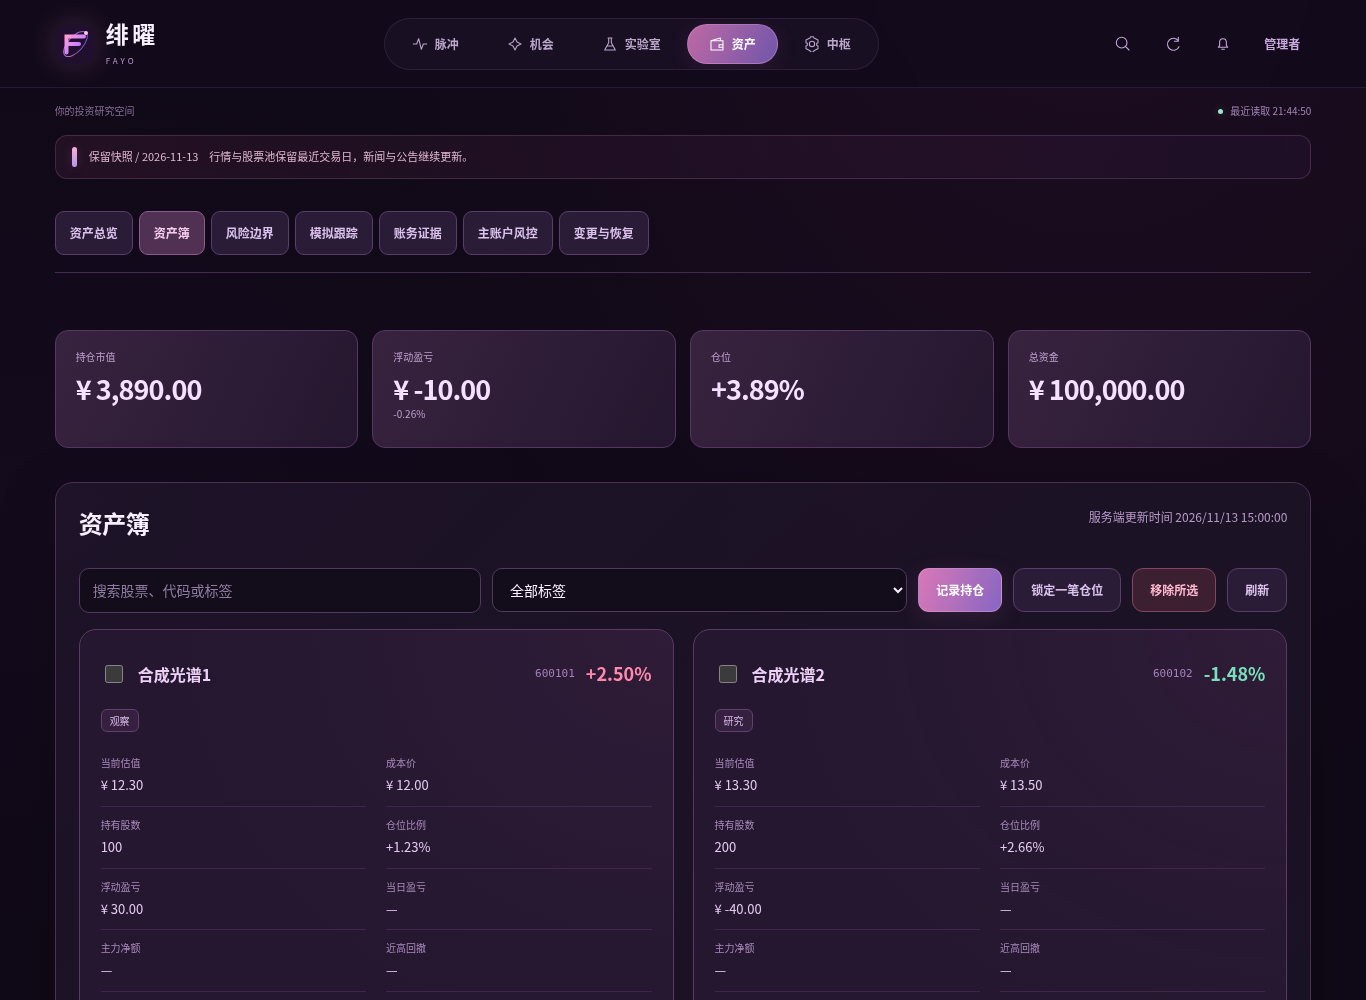 绯曜
FAYO
脉冲
机会
实验室
资产
中枢
管理者
你的投资研究空间
最近读取 21:44:50
保留快照 / 2026-11-13 行情与股票池保留最近交易日，新闻与公告继续更新。
资产总览
资产簿
风险边界
模拟跟踪
账务证据
主账户风控
变更与恢复
持仓市值
¥ 3,890.00
浮动盈亏
¥ -10.00
-0.26%
仓位
+3.89%
总资金
¥ 100,000.00
资产簿
服务端更新时间 2026/11/13 15:00:00
搜索股票、代码或标签
全部标签
记录持仓
锁定一笔仓位
移除所选
刷新
合成光谱1
600101 +2.50%
观察
当前估值
¥ 12.30
成本价
¥ 12.00
持有股数
100
仓位比例
+1.23%
浮动盈亏
¥ 30.00
当日盈亏
—
主力净额
—
近高回撤
—
合成光谱2
600102 -1.48%
研究
当前估值
¥ 13.30
成本价
¥ 13.50
持有股数
200
仓位比例
+2.66%
浮动盈亏
¥ -40.00
当日盈亏
—
主力净额
—
近高回撤
—